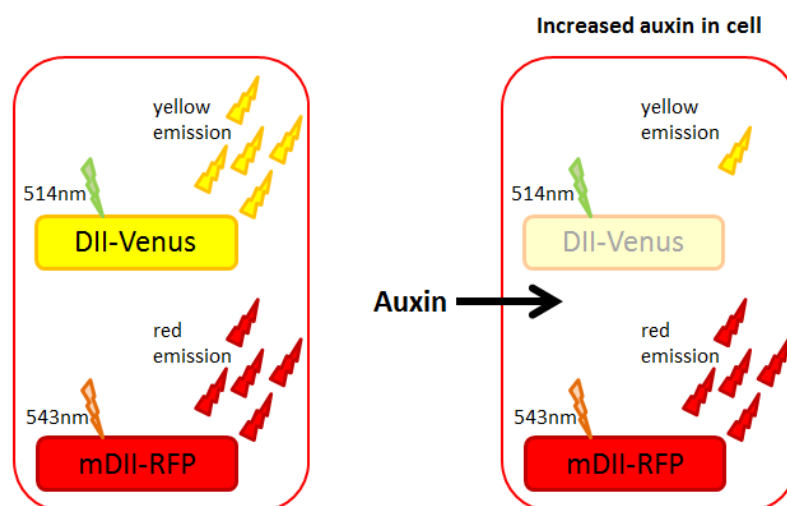 Increased auxin in cell
yellow
emission
514nm
DII-Venus
red
emission
543nm
mDII-RFP
Auxin
yellow
emission
514nm
DII-Venus
red
emission
543nm
mDII-RFP